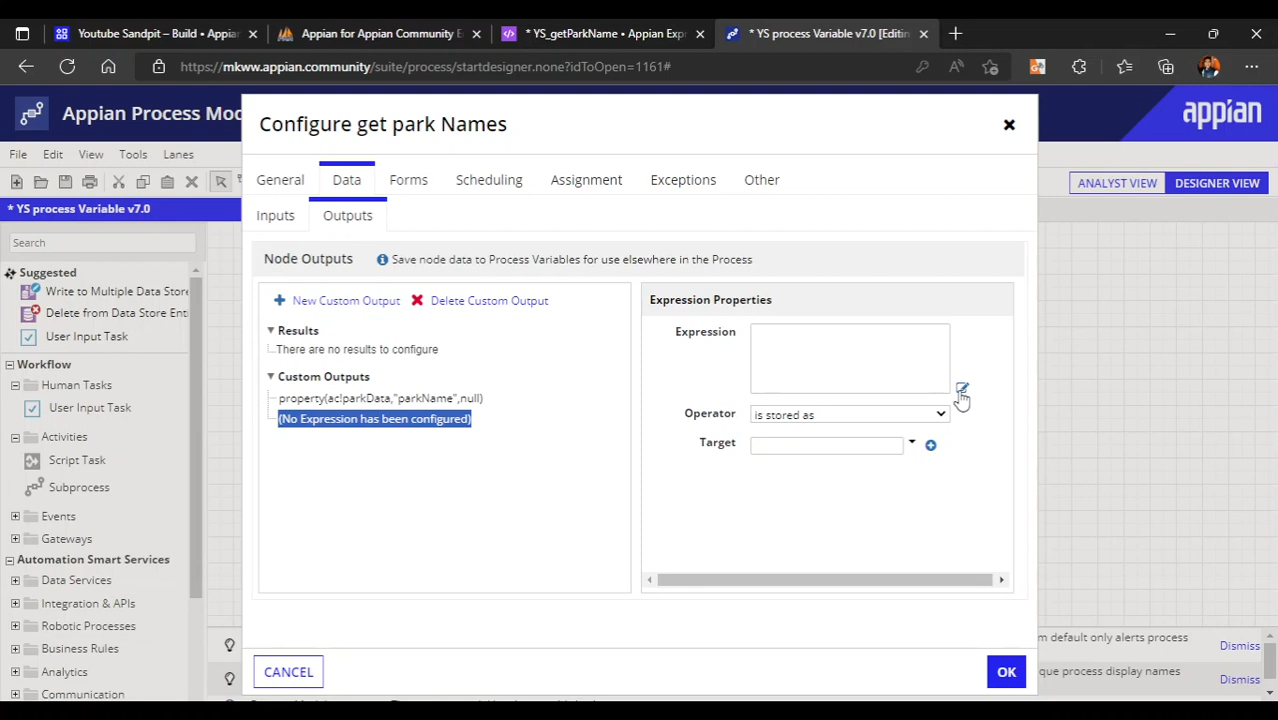 Youtube Sandpit – Build • Appian
Appian for Appian Community E
* YS_getParkName • Appian Expr
* YS process Variable v7.0 [Editin
https://mkww.appian.community/suite/process/startdesigner.none?idToOpen=1161#
Appian Process Mod
appian
File Edit View Tools Lanes
ANALYST VIEW DESIGNER VIEW
* YS process Variable v7.0
Search
Suggested
Write to Multiple Data Store
Delete from Data Store Ent
User Input Task
Workflow
Human Tasks
User Input Task
Activities
Script Task
Subprocess
Events
Gateways
Automation Smart Services
Data Services
Integration & APIs
Robotic Processes
Business Rules
Analytics
Communication
Configure get park Names
General Data Forms Scheduling Assignment Exceptions Other
Inputs Outputs
Node Outputs Save node data to Process Variables for use elsewhere in the Process
New Custom Output Delete Custom Output
Results
There are no results to configure
Custom Outputs
property(ac!parkData,"parkName",null)
(No Expression has been configured)
Expression Properties
Expression
Operator is stored as
Target
CANCEL OK
m default only alerts process Dismiss
que process display names Dismiss